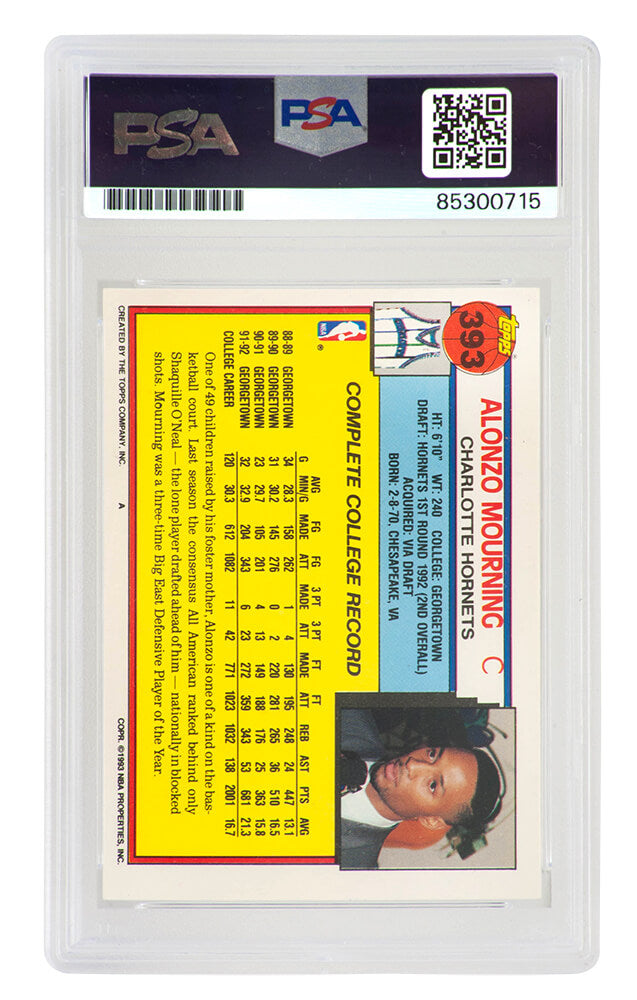 PSA
PSA
85300715
Topps
393
ALONZO MOURNING C
CHARLOTTE HORNETS
HT: 6'10" WT: 240 COLLEGE: GEORGETOWN
DRAFT: HORNETS 1ST ROUND 1992 (2ND OVERALL)
ACQUIRED: VIA DRAFT
BORN: 2-8-70, CHESAPEAKE, VA
NBA ®
COMPLETE COLLEGE RECORD
AVG FG FG 3 PT 3 PT FT FT
G MIN/G MADE ATT MADE ATT MADE ATT REB AST PTS AVG
88-89 GEORGETOWN 34 28.3 158 262 1 4 130 195 248 24 447 13.1
89-90 GEORGETOWN 31 30.2 145 276 0 2 220 281 265 36 510 16.5
90-91 GEORGETOWN 23 29.7 105 201 4 13 149 188 176 25 363 15.8
91-92 GEORGETOWN 32 32.9 204 343 6 23 272 359 343 53 681 21.3
COLLEGE CAREER 120 30.3 612 1082 11 42 771 1023 1032 138 2001 16.7
One of 49 children raised by his foster mother, Alonzo is one of a kind on the bas-
ketball court. Last season the consensus All American ranked behind only
Shaquille O'Neal — the lone player drafted ahead of him — nationally in blocked
shots. Mourning was a three-time Big East Defensive Player of the Year.
CREATED BY THE TOPPS COMPANY, INC. A COPR. ©1993 NBA PROPERTIES, INC.